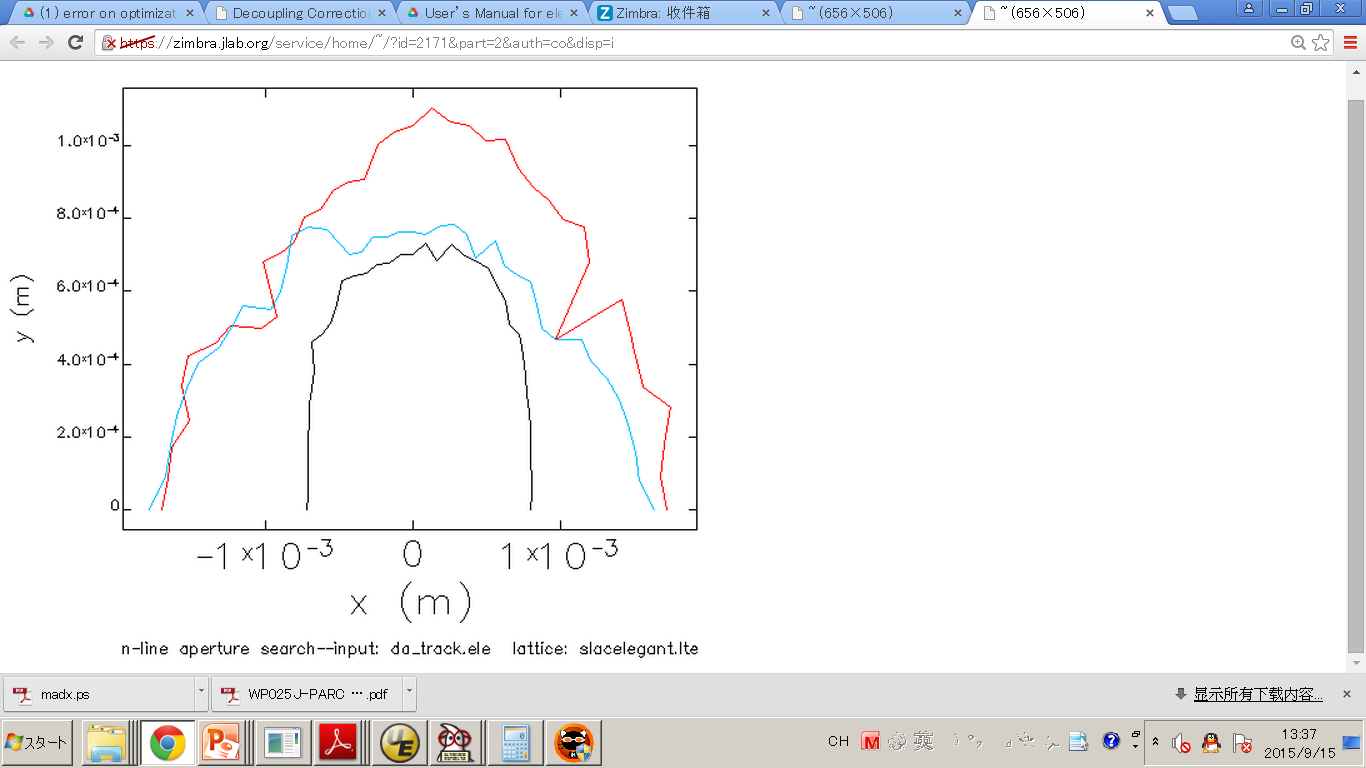 (1) error on optimizat
Decoupling Correction
User's Manual for ele
Zimbra: 收件箱
~ (656×506)
~ (656×506)
https://zimbra.jlab.org/service/home/~/?id=2171&part=2&auth=co&disp=i
1.0×10⁻³
8.0×10⁻⁴
6.0×10⁻⁴
4.0×10⁻⁴
2.0×10⁻⁴
0
y (m)
−1×10⁻³ 0 1×10⁻³
x (m)
n-line aperture search--input: da_track.ele lattice: slacelegant.lte
madx.ps
WP025 J-PARC ....pdf
显示所有下载内容...
スタート
CH
13:37
2015/9/15